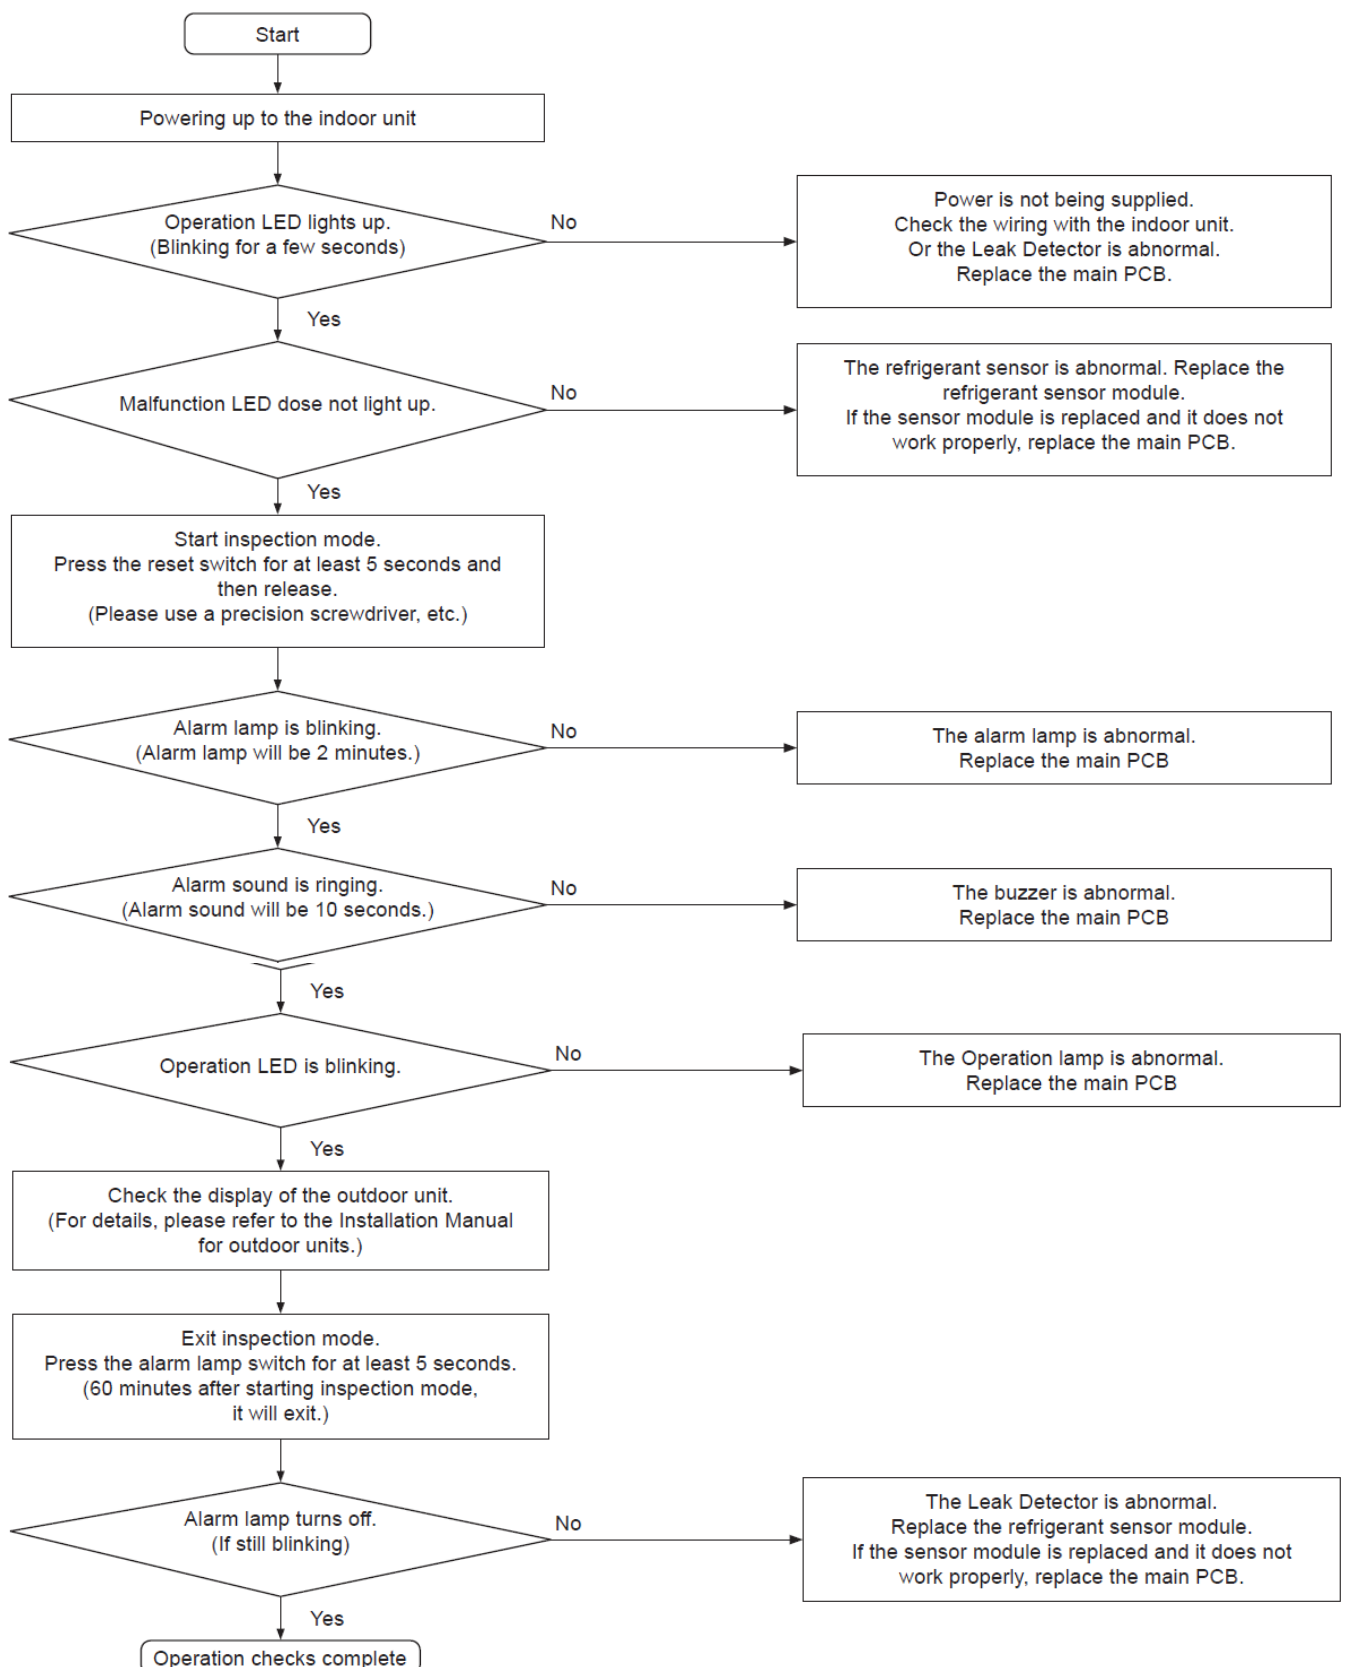 Start
Powering up to the indoor unit
Operation LED lights up.
(Blinking for a few seconds)
No
Power is not being supplied.
Check the wiring with the indoor unit.
Or the Leak Detector is abnormal.
Replace the main PCB.
Yes
Malfunction LED dose not light up.
No
The refrigerant sensor is abnormal. Replace the
refrigerant sensor module.
If the sensor module is replaced and it does not
work properly, replace the main PCB.
Yes
Start inspection mode.
Press the reset switch for at least 5 seconds and
then release.
(Please use a precision screwdriver, etc.)
Alarm lamp is blinking.
(Alarm lamp will be 2 minutes.)
No
The alarm lamp is abnormal.
Replace the main PCB
Yes
Alarm sound is ringing.
(Alarm sound will be 10 seconds.)
No
The buzzer is abnormal.
Replace the main PCB
Yes
Operation LED is blinking.
No
The Operation lamp is abnormal.
Replace the main PCB
Yes
Check the display of the outdoor unit.
(For details, please refer to the Installation Manual
for outdoor units.)
Exit inspection mode.
Press the alarm lamp switch for at least 5 seconds.
(60 minutes after starting inspection mode,
it will exit.)
Alarm lamp turns off.
(If still blinking)
No
The Leak Detector is abnormal.
Replace the refrigerant sensor module.
If the sensor module is replaced and it does not
work properly, replace the main PCB.
Yes
Operation checks complete